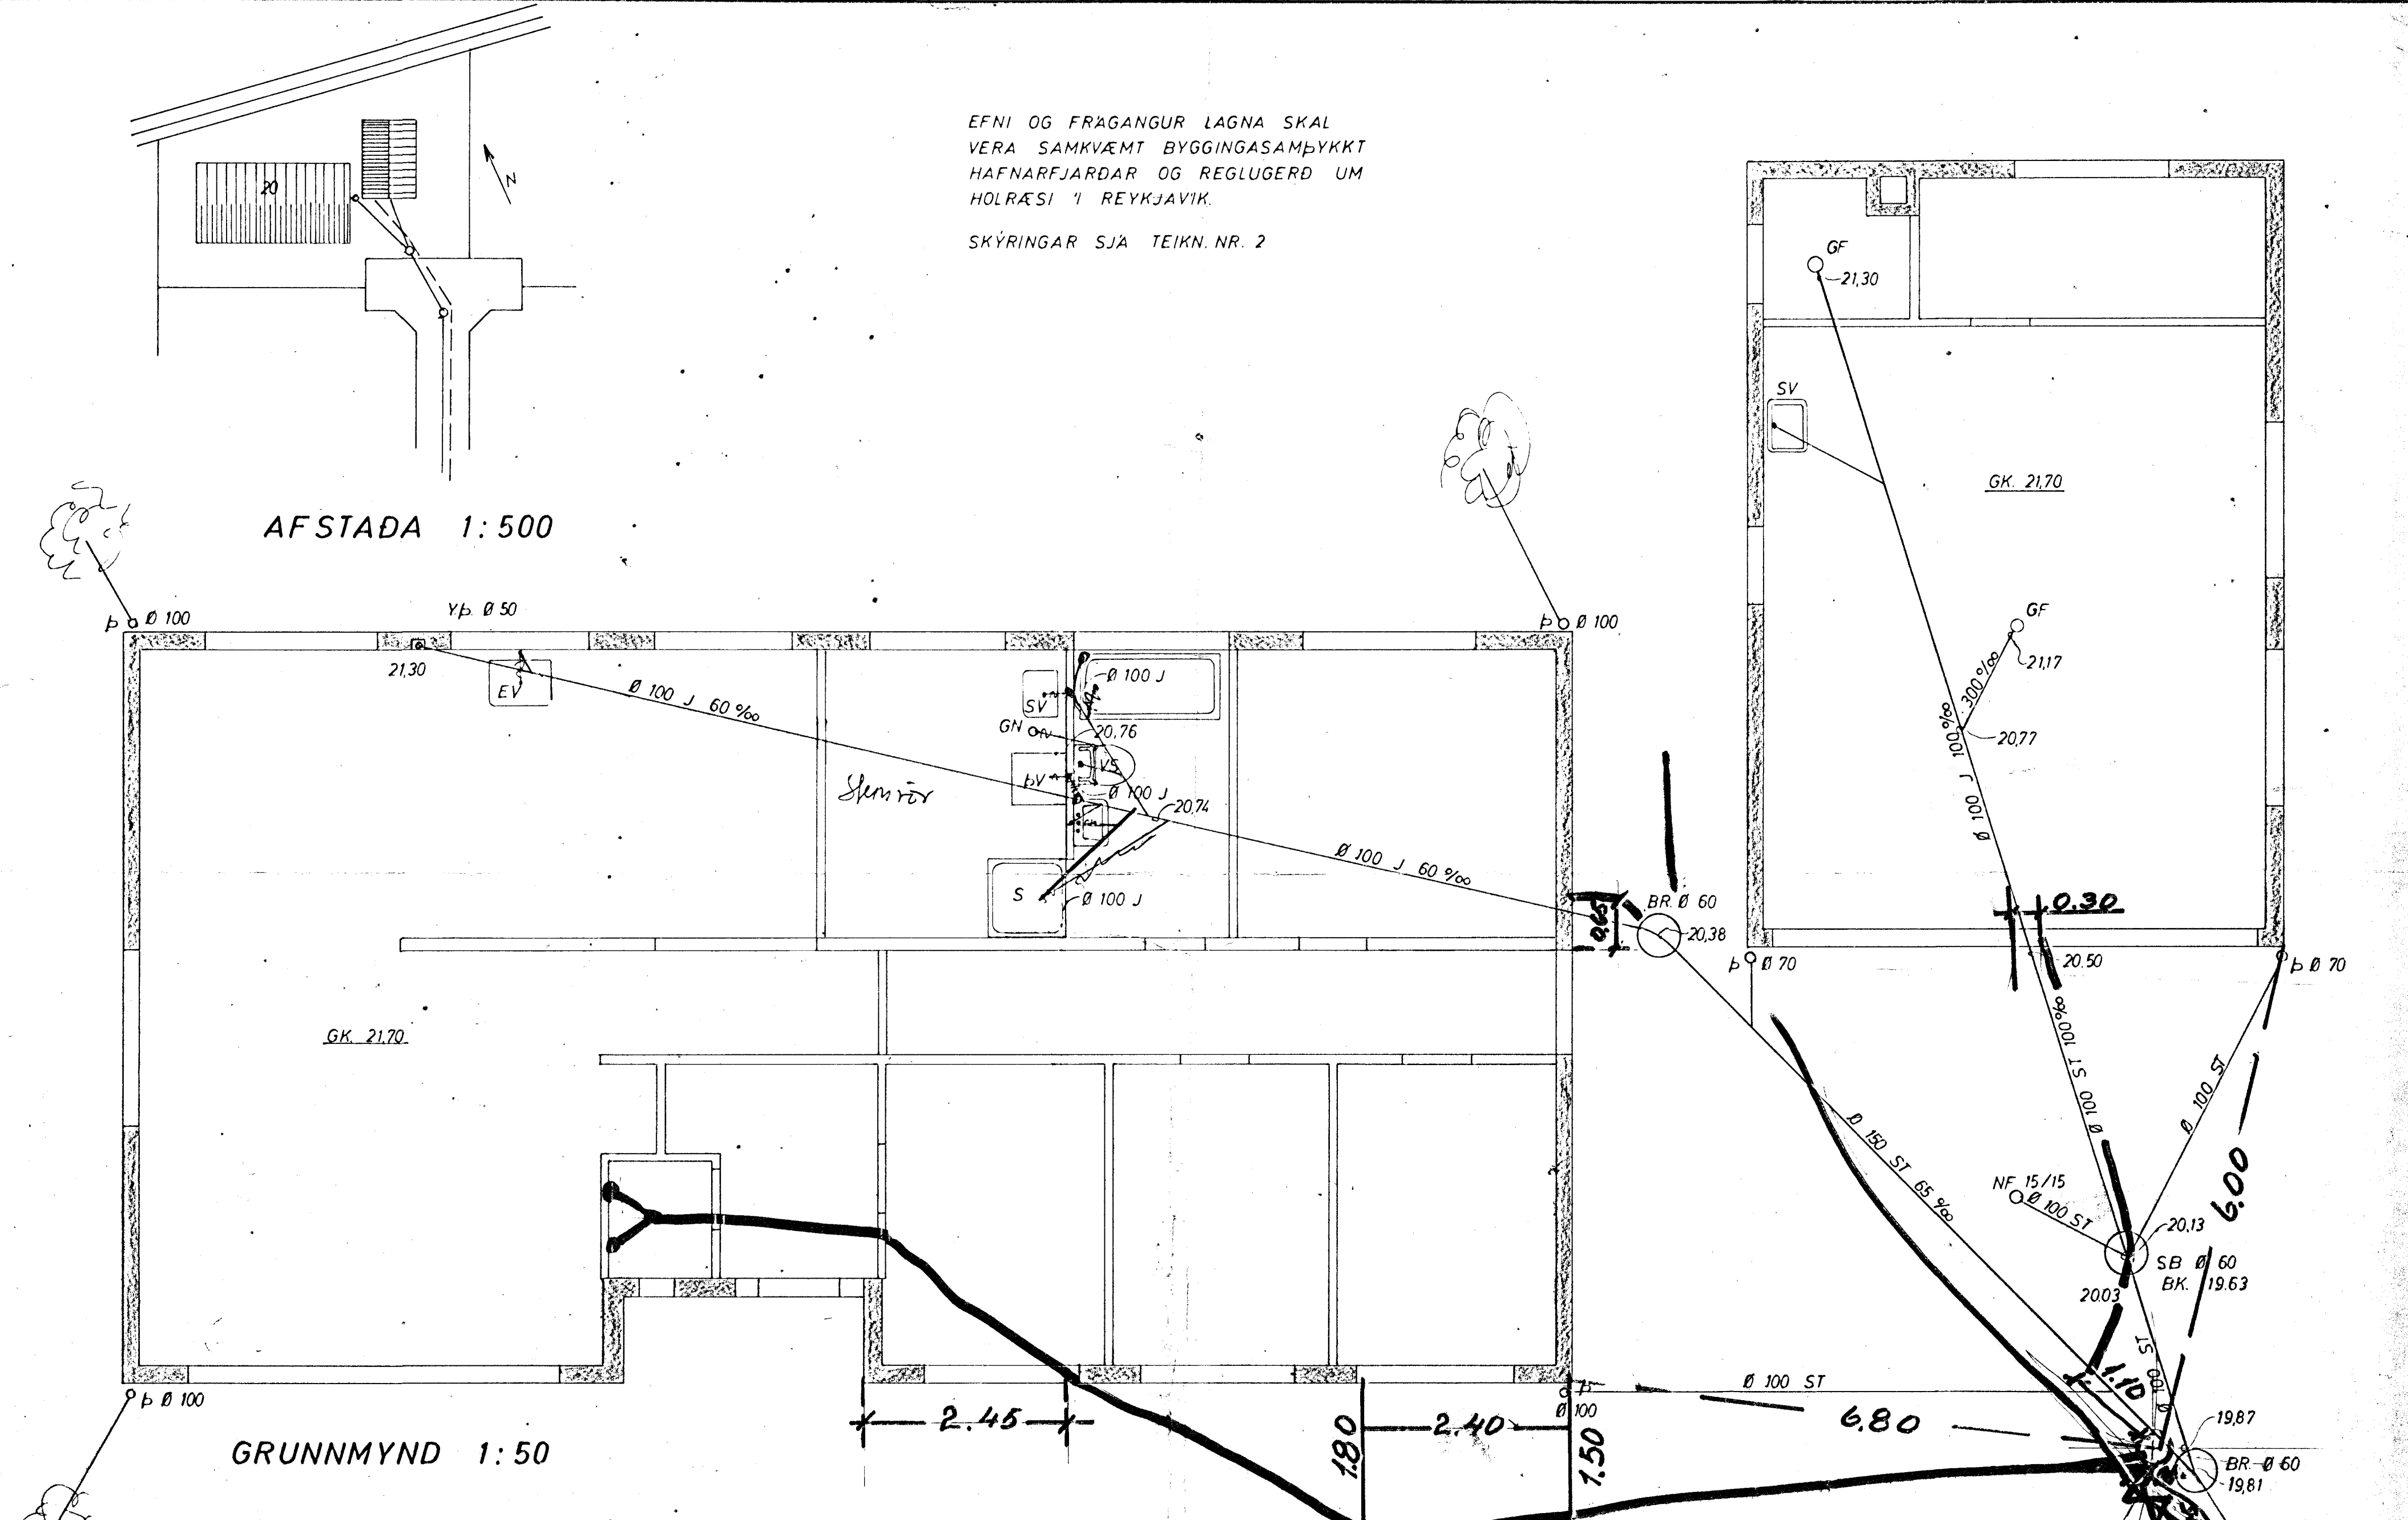 EFNI OG FRÁGANGUR LAGNA SKAL
VERA SAMKVÆMT BYGGINGASAMÞYKKT
HAFNARFJARÐAR OG REGLUGERÐ UM
HOLRÆSI Í REYKJAVÍK.
SKÝRINGAR SJÁ TEIKN. NR. 2
20
N
AFSTAÐA 1:500
GF
21,30
SV
GK. 21,70
GF
21,17
300 ‰
20,77
Ø 100 J 100 ‰
0.30
20,50
Þ Ø 70
Þ Ø 70
Þ Ø 100
Y.Þ. Ø 50
Þ Ø 100
21,30
EV
Ø 100 J 60 ‰
SV
Ø 100 J
GN
20,76
VS
ÞV
Ø 100 J
20,74
S
Ø 100 J
Ø 100 J 60 ‰
0,65
BR. Ø 60
20,38
GK. 21,70
Ø 100 ST 100 ‰
Ø 100 ST
Ø 150 ST 65 ‰
6.00
NF 15/15
Ø 100 ST
20,13
SB Ø 60
BK. 19.63
20.03
Ø 100 ST
1.10
Þ Ø 100
Þ
Ø 100
Ø 100 ST
2.45
2.40
1.80
1.50
6.80
19,87
BR. Ø 60
19,81
GRUNNMYND 1:50